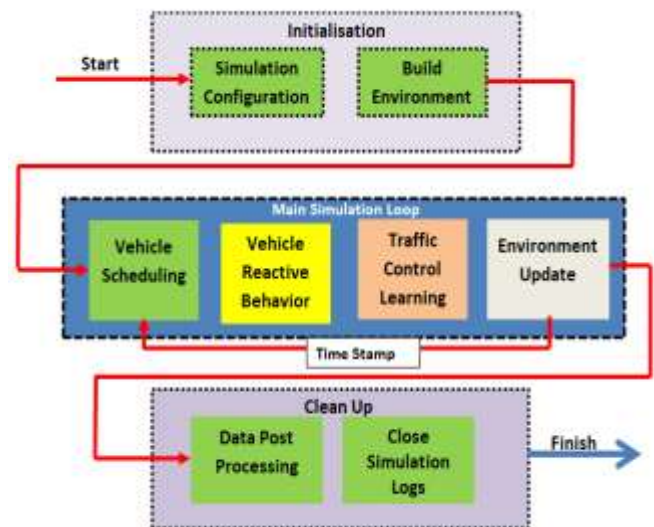 Initialisation
Start
Simulation
Configuration
Build
Environment
Main Simulation Loop
Vehicle
Scheduling
Vehicle
Reactive
Behavior
Traffic
Control
Learning
Environment
Update
Time Stamp
Clean Up
Data Post
Processing
Close
Simulation
Logs
Finish